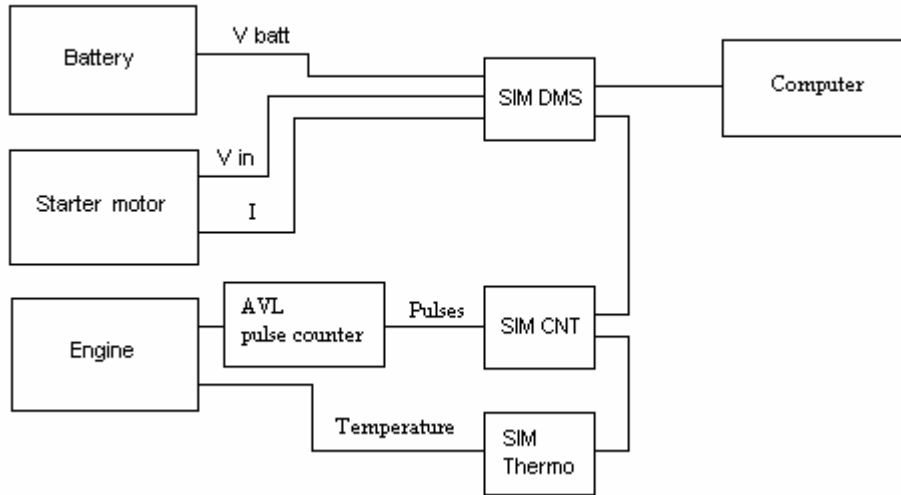 Battery
V batt
SIM DMS
Computer
Starter motor
V in
I
Engine
AVL
pulse counter
Pulses
SIM CNT
Temperature
SIM
Thermo